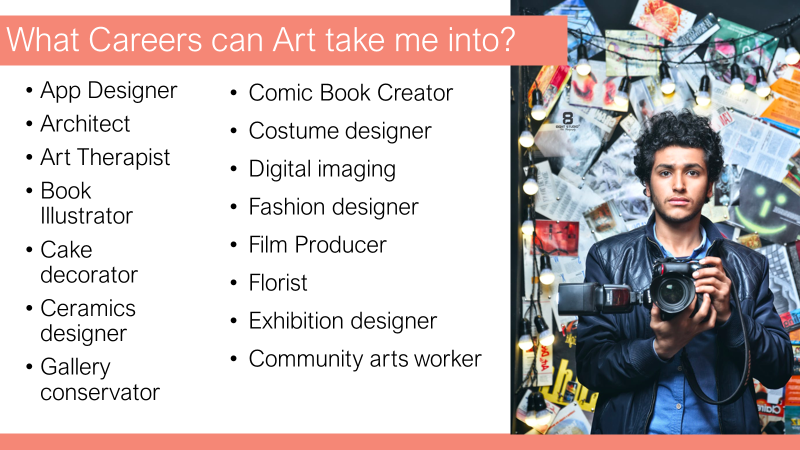 What Careers can Art take me into?
• App Designer
• Architect
• Art Therapist
• Book
Illustrator
• Cake
decorator
• Ceramics
designer
• Gallery
conservator
• Comic Book Creator
• Costume designer
• Digital imaging
• Fashion designer
• Film Producer
• Florist
• Exhibition designer
• Community arts worker
8